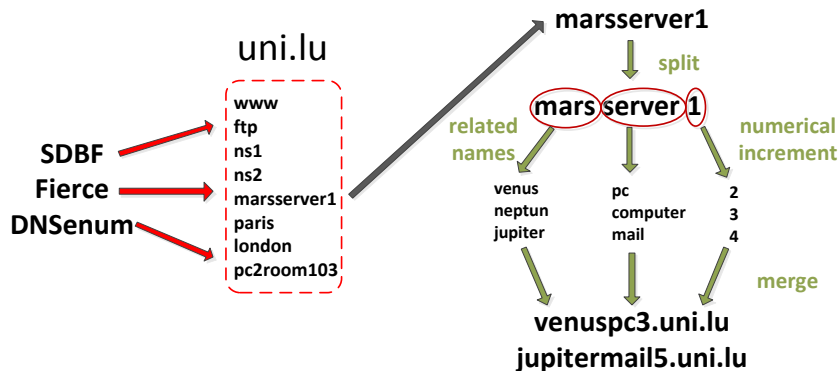 uni.lu
SDBF
Fierce
DNSenum
www
ftp
ns1
ns2
marsserver1
paris
london
pc2room103
marsserver1
split
mars server 1
related
names
numerical
increment
venus
neptun
jupiter
pc
computer
mail
2
3
4
merge
venuspc3.uni.lu
jupitermail5.uni.lu